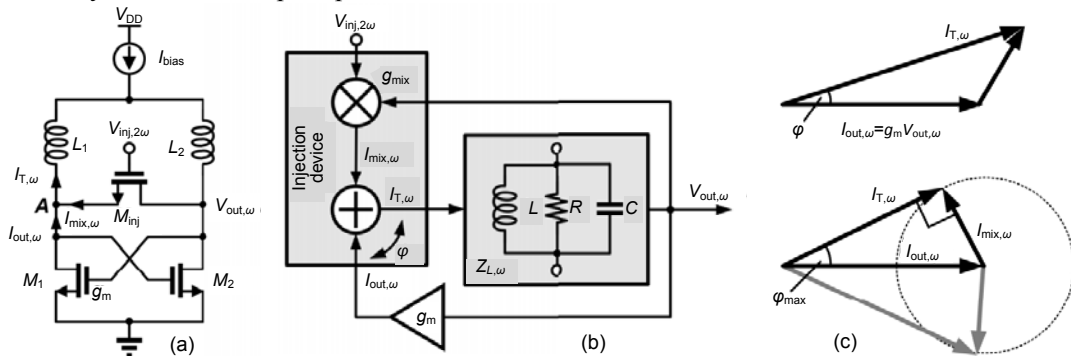 V_DD
I_bias
L_1
V_inj,2ω
L_2
I_T,ω
A
M_inj
V_out,ω
I_mix,ω
I_out,ω
M_1
g_m
M_2
(a)
V_inj,2ω
g_mix
Injection device
I_mix,ω
I_T,ω
φ
I_out,ω
L
R
C
Z_L,ω
V_out,ω
g_m
(b)
I_T,ω
φ
I_out,ω=g_mV_out,ω
I_T,ω
I_mix,ω
I_out,ω
φ_max
(c)